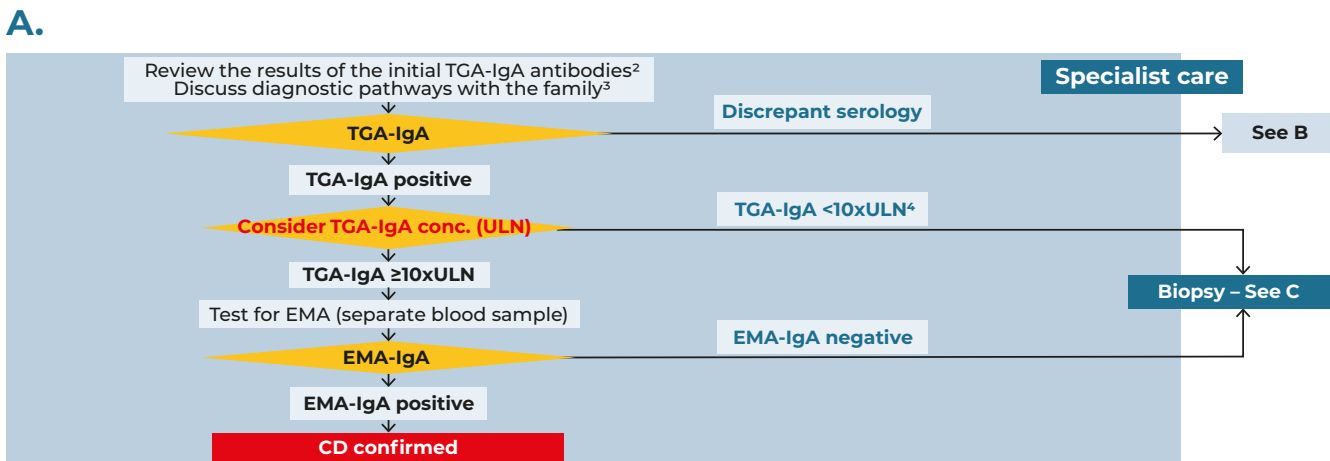 A.
Review the results of the initial TGA-IgA antibodies²
Discuss diagnostic pathways with the family³
Specialist care
TGA-IgA
Discrepant serology
See B
TGA-IgA positive
Consider TGA-IgA conc. (ULN)
TGA-IgA <10xULN⁴
TGA-IgA ≥10xULN
Biopsy – See C
Test for EMA (separate blood sample)
EMA-IgA
EMA-IgA negative
EMA-IgA positive
CD confirmed